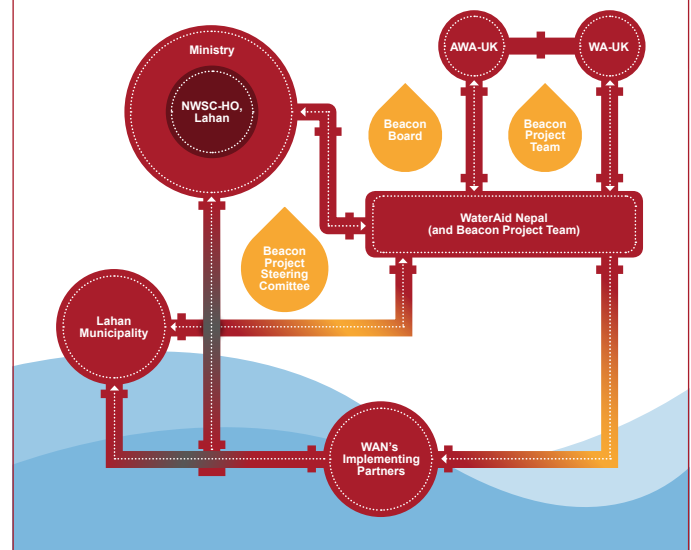 Ministry
NWSC-HO,
Lahan
AWA-UK
WA-UK
Beacon
Board
Beacon
Project
Team
WaterAid Nepal
(and Beacon Project Team)
Beacon
Project
Steering
Comittee
Lahan
Municipality
WAN's
Implementing
Partners